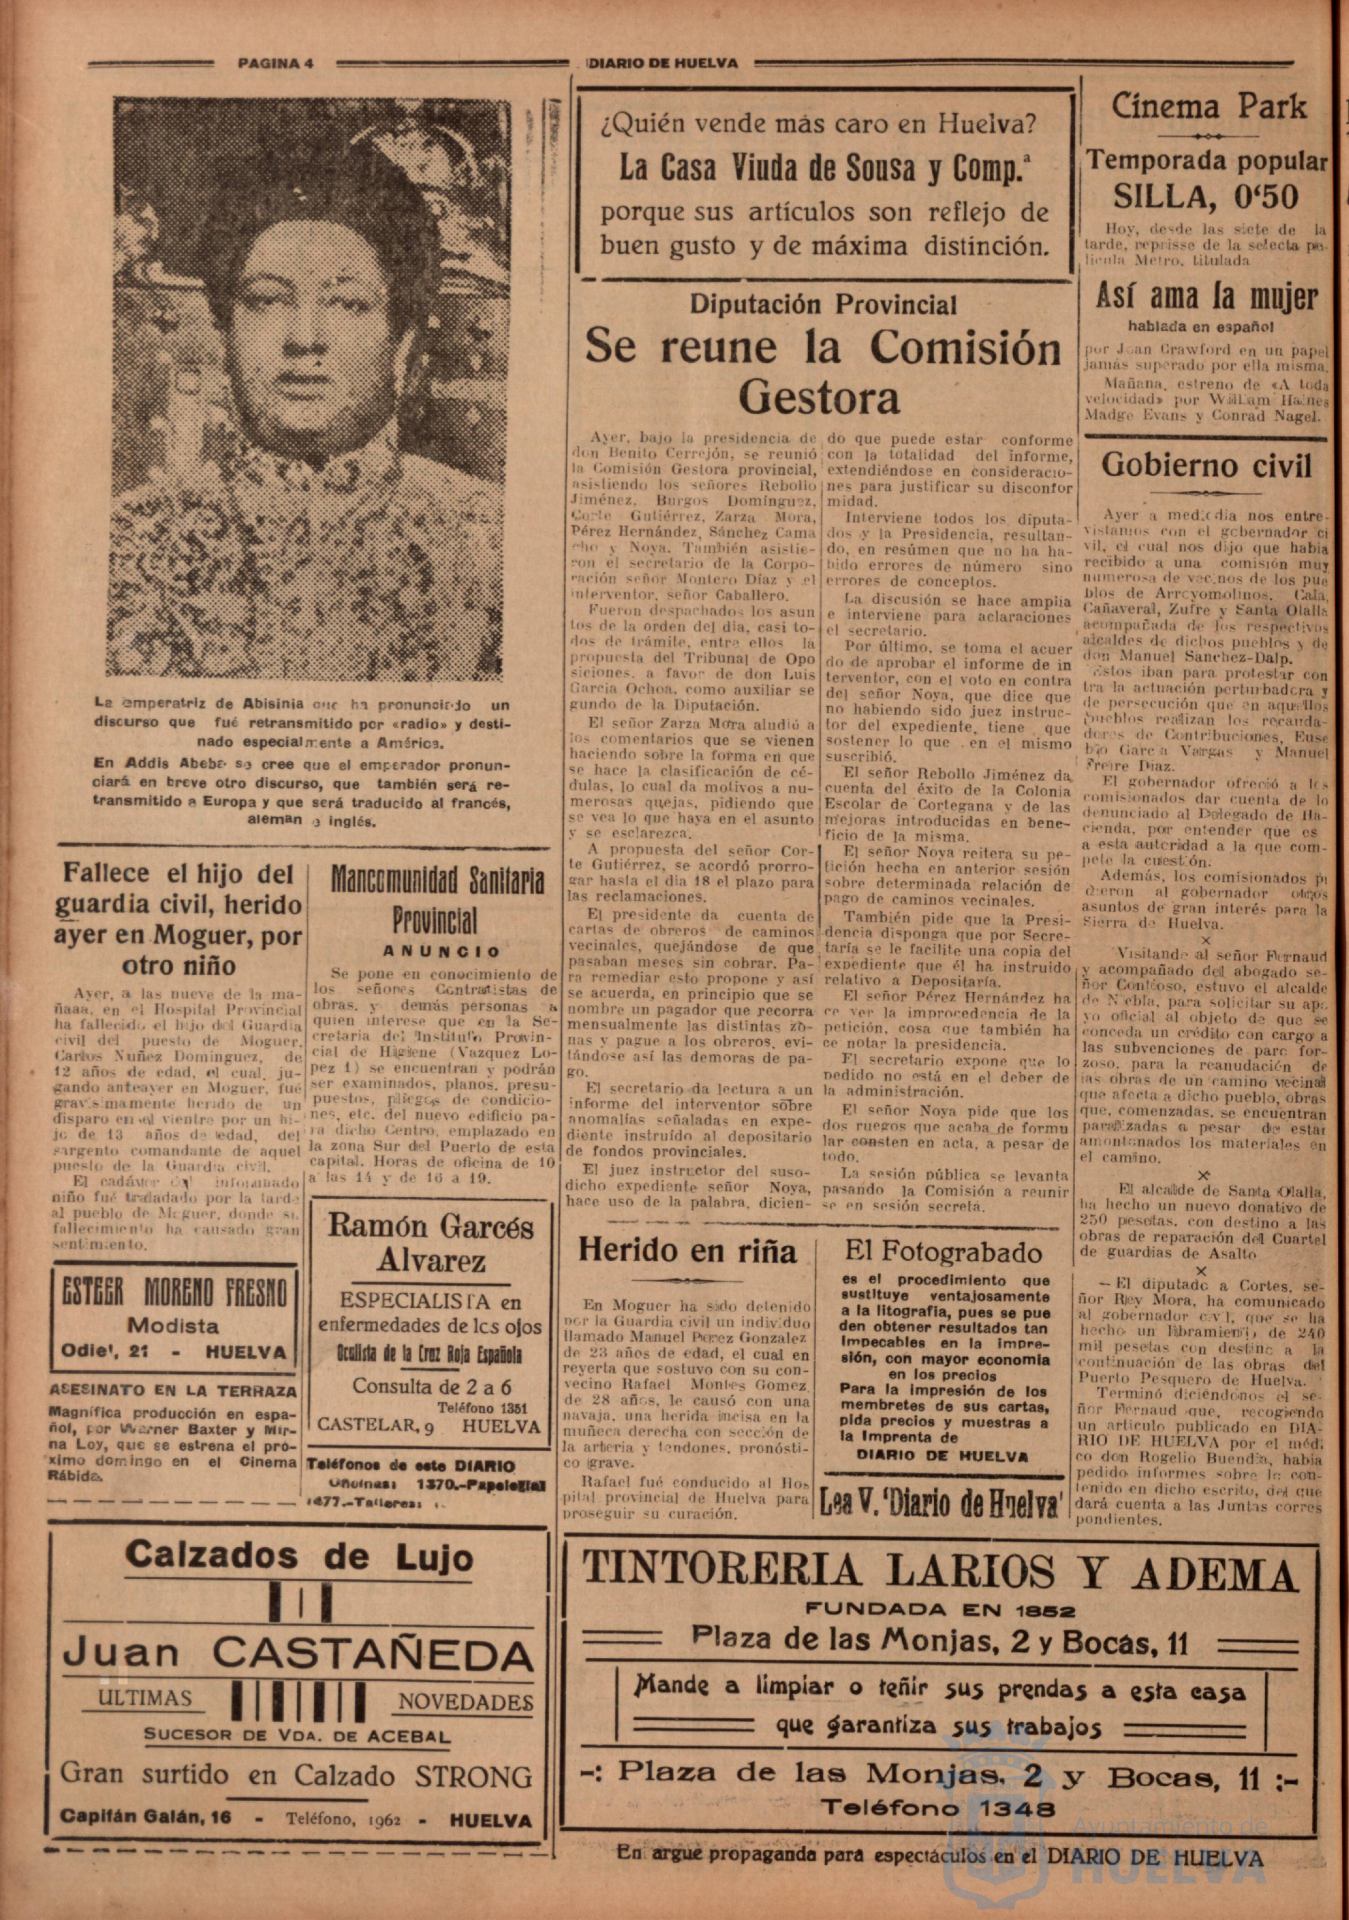 PAGINA 4
DIARIO DE HUELVA
La emperatriz de Abisinia que ha pronunciado un
discurso que fué retransmitido por «radio» y desti-
nado especialmente a América.
En Addis Abeba se cree que el emperador pronun-
ciará en breve otro discurso, que también será re-
transmitido a Europa y que será traducido al francés,
aleman e inglés.
Fallece el hijo del
guardia civil, herido
ayer en Moguer, por
otro niño
Ayer, a las nueve de la ma-
ñaaa, en el Hospital Provincial
ha fallecido el hijo del Guardia
civil del puesto de Moguer,
Carlos Nuñez Dominguez, de
12 años de edad, el cual, ju-
gando anteayer en Moguer, fué
gravisimamente herido de un
disparo en el vientre por un hi-
jo de 13 años de edad, del
sargento comandante de aquel
puesto de la Guardia civil.
El cadáver del infortunado
niño fué trasladado por la tarde
al pueblo de Moguer, donde su
fallecimiento ha causado gran
sentimiento.
ESTEER MORENO FRESNO
Modista
Odiel, 21 - HUELVA
ASESINATO EN LA TERRAZA
Magnífica producción en espa-
ñol, por Warner Baxter y Mir-
na Loy, que se estrena el pró-
ximo domingo en el Cinema
Rábida.
Mancomunidad Sanitaria
Provincial
ANUNCIO
Se pone en conocimiento de
los señores Contratistas de
obras, y demás personas a
quien interese que en la Se-
cretaría del Instituto Provin-
cial de Higiene (Vazquez Lo-
pez 1) se encuentran y podrán
ser examinados, planos, presu-
puestos, pliegos de condicio-
nes, etc. del nuevo edificio pa-
ra dicho Centro, emplazado en
la zona Sur del Puerto de esta
capital. Horas de oficina de 10
a las 14 y de 16 a 19.
Ramón Garcés
Alvarez
ESPECIALISTA en
enfermedades de los ojos
Oculista de la Cruz Roja Española
Consulta de 2 a 6
Teléfono 1351
CASTELAR, 9 HUELVA
Teléfonos de este DIARIO
Oficinas: 1370.-Papelería
1477.-Talleres:
Calzados de Lujo
Juan CASTAÑEDA
ULTIMAS NOVEDADES
SUCESOR DE VDA. DE ACEBAL
Gran surtido en Calzado STRONG
Capitán Galán, 16 - Teléfono, 1962 - HUELVA
¿Quién vende más caro en Huelva?
La Casa Viuda de Sousa y Comp.ª
porque sus artículos son reflejo de
buen gusto y de máxima distinción.
Diputación Provincial
Se reune la Comisión
Gestora
Ayer, bajo la presidencia de
don Benito Cerrejón, se reunió
la Comisión Gestora provincial,
asistiendo los señores Rebollo
Jiménez, Burgos Domínguez,
Corte Gutiérrez, Zarza Mora,
Pérez Hernández, Sánchez Cama
cho y Noya. También asistie-
ron el secretario de la Corpo-
ración señor Montero Díaz y el
interventor, señor Caballero.
Fueron despachados los asun
tos de la orden del día, casi to-
dos de trámite, entre ellos la
propuesta del Tribunal de Opo
siciones, a favor de don Luis
García Ochoa, como auxiliar se
gundo de la Diputación.
El señor Zarza Mora aludió a
los comentarios que se vienen
haciendo sobre la forma en que
se hace la clasificación de cé-
dulas, lo cual da motivos a nu-
merosas quejas, pidiendo que
se vea lo que haya en el asunto
y se esclarezca.
A propuesta del señor Cor-
te Gutiérrez, se acordó prorro-
gar hasta el dia 18 el plazo para
las reclamaciones.
El presidente da cuenta de
cartas de obreros de caminos
vecinales, quejándose de que
pasaban meses sin cobrar. Pa-
ra remediar esto propone y así
se acuerda, en principio que se
nombre un pagador que recorra
mensualmente las distintas zo-
nas y pague a los obreros, evi-
tándose así las demoras de pa-
go.
El secretario da lectura a un
informe del interventor sobre
anomalías señaladas en expe-
diente instruído al depositario
de fondos provinciales.
El juez instructor del suso-
dicho expediente señor Noya,
hace uso de la palabra, dicien-
do que puede estar conforme
con la totalidad del informe,
extendiéndose en consideracio-
nes para justificar su disconfor
midad.
Interviene todos los diputa-
dos y la Presidencia, resultan-
do, en resúmen que no ha ha-
bido errores de número sino
errores de conceptos.
La discusión se hace amplia
e interviene para aclaraciones
el secretario.
Por último, se toma el acuer
do de aprobar el informe de in
terventor, con el voto en contra
del señor Noya, que dice que
no habiendo sido juez instruc-
tor del expediente, tiene que
sostener lo que en el mismo
suscribió.
El señor Rebollo Jiménez da
cuenta del éxito de la Colonia
Escolar de Cortegana y de las
mejoras introducidas en bene-
ficio de la misma.
El señor Noya reitera su pe-
tición hecha en anterior sesión
sobre determinada relación de
pago de caminos vecinales.
También pide que la Presi-
dencia disponga que por Secre-
taría se le facilite una copia del
expediente que él ha instruido
relativo a Depositaría.
El señor Pérez Hernández ha
ce ver la improcedencia de la
petición, cosa que también ha
ce notar la presidencia.
El secretario expone que lo
pedido no está en el deber de
la administración.
El señor Noya pide que los
dos ruegos que acaba de formu
lar consten en acta, a pesar de
todo.
La sesión pública se levanta
pasando la Comisión a reunir
se en sesión secreta.
Herido en riña
En Moguer ha sido detenido
por la Guardia civil un individuo
llamado Manuel Perez Gonzalez
de 23 años de edad, el cual en
reyerta que sostuvo con su con-
vecino Rafael Montes Gomez,
de 28 años, le causó con una
navaja, una herida incisa en la
muñeca derecha con sección de
la arteria y tendones, pronósti-
co grave.
Rafael fué conducido al Hos
pital provincial de Huelva para
proseguir su curación.
El Fotograbado
es el procedimiento que
sustituye ventajosamente
a la litografía, pues se pue
den obtener resultados tan
impecables en la impre-
sión, con mayor economia
en los precios
Para la impresión de los
membretes de sus cartas,
pida precios y muestras a
la Imprenta de
DIARIO DE HUELVA
Lea V. 'Diario de Huelva'
Cinema Park
Temporada popular
SILLA, 0'50
Hoy, desde las siete de la
tarde, reprisse de la selecta pe-
lícula Metro, titulada
Así ama la mujer
hablada en español
por Joan Crawford en un papel
jamás superado por ella misma.
Mañana, estreno de «A toda
velocidad» por William Haines
Madge Evans y Conrad Nagel.
Gobierno civil
Ayer a mediodia nos entre-
vistamos con el gobernador ci
vil, el cual nos dijo que habia
recibido a una comisión muy
numerosa de vecinos de los pue
blos de Arroyomolinos, Cala,
Cañaveral, Zufre y Santa Olalla
acompañada de los respectivos
alcaldes de dichos pueblos y de
don Manuel Sanchez-Dalp.
Estos iban para protestar con
tra la actuación perturbadora y
de persecución que en aquellos
pueblos realizan los recauda-
dores de Contribuciones, Euse
bio Garcia Vargas y Manuel
Freire Diaz.
El gobernador ofreció a los
comisionados dar cuenta de lo
denunciado al Delegado de Ha-
cienda, por entender que es
a esta autoridad a la que com-
pete la cuestión.
Además, los comisionados pi
dieron al gobernador otros
asuntos de gran interés para la
Sierra de Huelva.
×
Visitando al señor Fernaud
y acompañado del abogado se-
ñor Conteoso, estuvo el alcalde
de Niebla, para solicitar su apo
yo oficial al objeto de que se
conceda un crédito con cargo a
las subvenciones de paro for-
zoso, para la reanudación de
las obras de un camino vecinal
que afecta a dicho pueblo, obras
que, comenzadas, se encuentran
paralizadas a pesar de estar
amontonados los materiales en
el camino.
×
El alcalde de Santa Olalla,
ha hecho un nuevo donativo de
250 pesetas, con destino a las
obras de reparación del Cuartel
de guardias de Asalto
×
— El diputado a Cortes, se-
ñor Rey Mora, ha comunicado
al gobernador civil, que se ha
hecho un libramiento de 240
mil pesetas con destino a la
continuación de las obras del
Puerto Pesquero de Huelva.
Terminó diciéndonos el se-
ñor Fernaud que, recogiendo
un articulo publicado en DIA-
RIO DE HUELVA por el médi
co don Rogelio Buendia, habia
pedido informes sobre lo con-
tenido en dicho escrito, del que
dará cuenta a las Juntas corres
pondientes.
TINTORERIA LARIOS Y ADEMA
FUNDADA EN 1852
Plaza de las Monjas, 2 y Bocas, 11
Mande a limpiar o teñir sus prendas a esta casa
que garantiza sus trabajos
-: Plaza de las Monjas, 2 y Bocas, 11 :-
Teléfono 1348
En argue propaganda para espectáculos en el DIARIO DE HUELVA
Ayuntamiento de
HUELVA